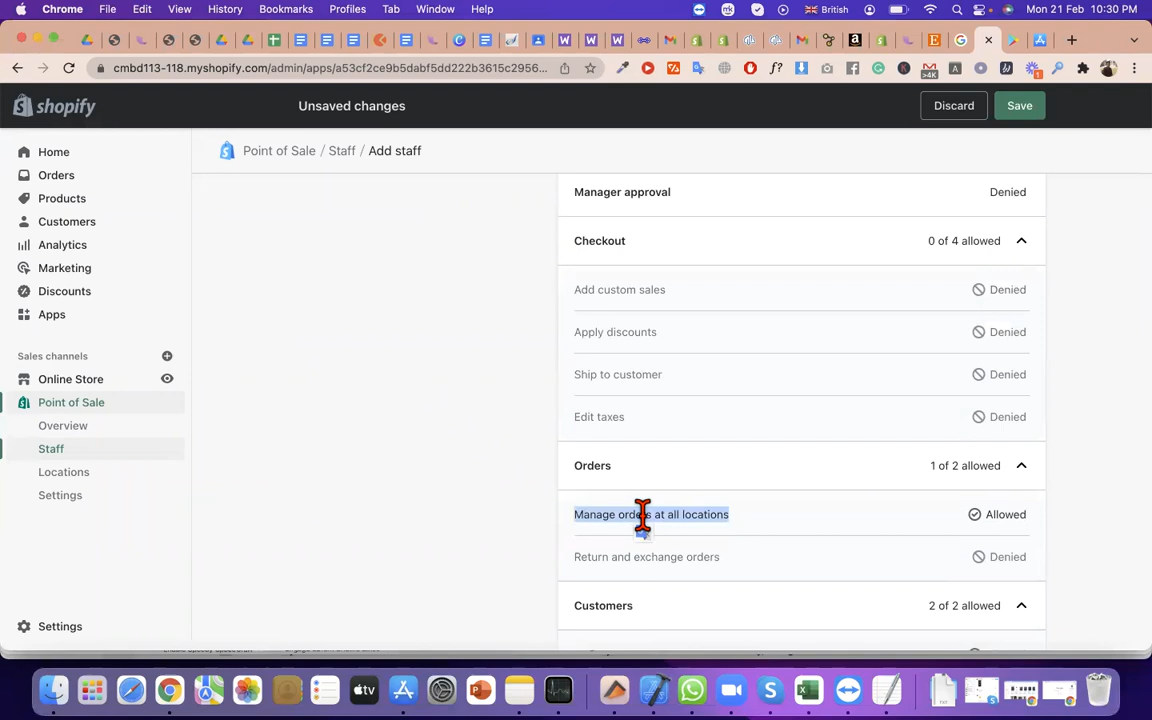 Chrome File Edit View History Bookmarks Profiles Tab Window Help British Mon 21 Feb 10:30 PM
cmbd113-118.myshopify.com/admin/apps/a53cf2ce9b5dabf5dd222b3615c2956...
shopify Unsaved changes Discard Save
Home
Orders
Products
Customers
Analytics
Marketing
Discounts
Apps
Sales channels
Online Store
Point of Sale
Overview
Staff
Locations
Settings
Settings
Point of Sale / Staff / Add staff
Manager approval Denied
Checkout 0 of 4 allowed
Add custom sales Denied
Apply discounts Denied
Ship to customer Denied
Edit taxes Denied
Orders 1 of 2 allowed
Manage orders at all locations Allowed
Return and exchange orders Denied
Customers 2 of 2 allowed